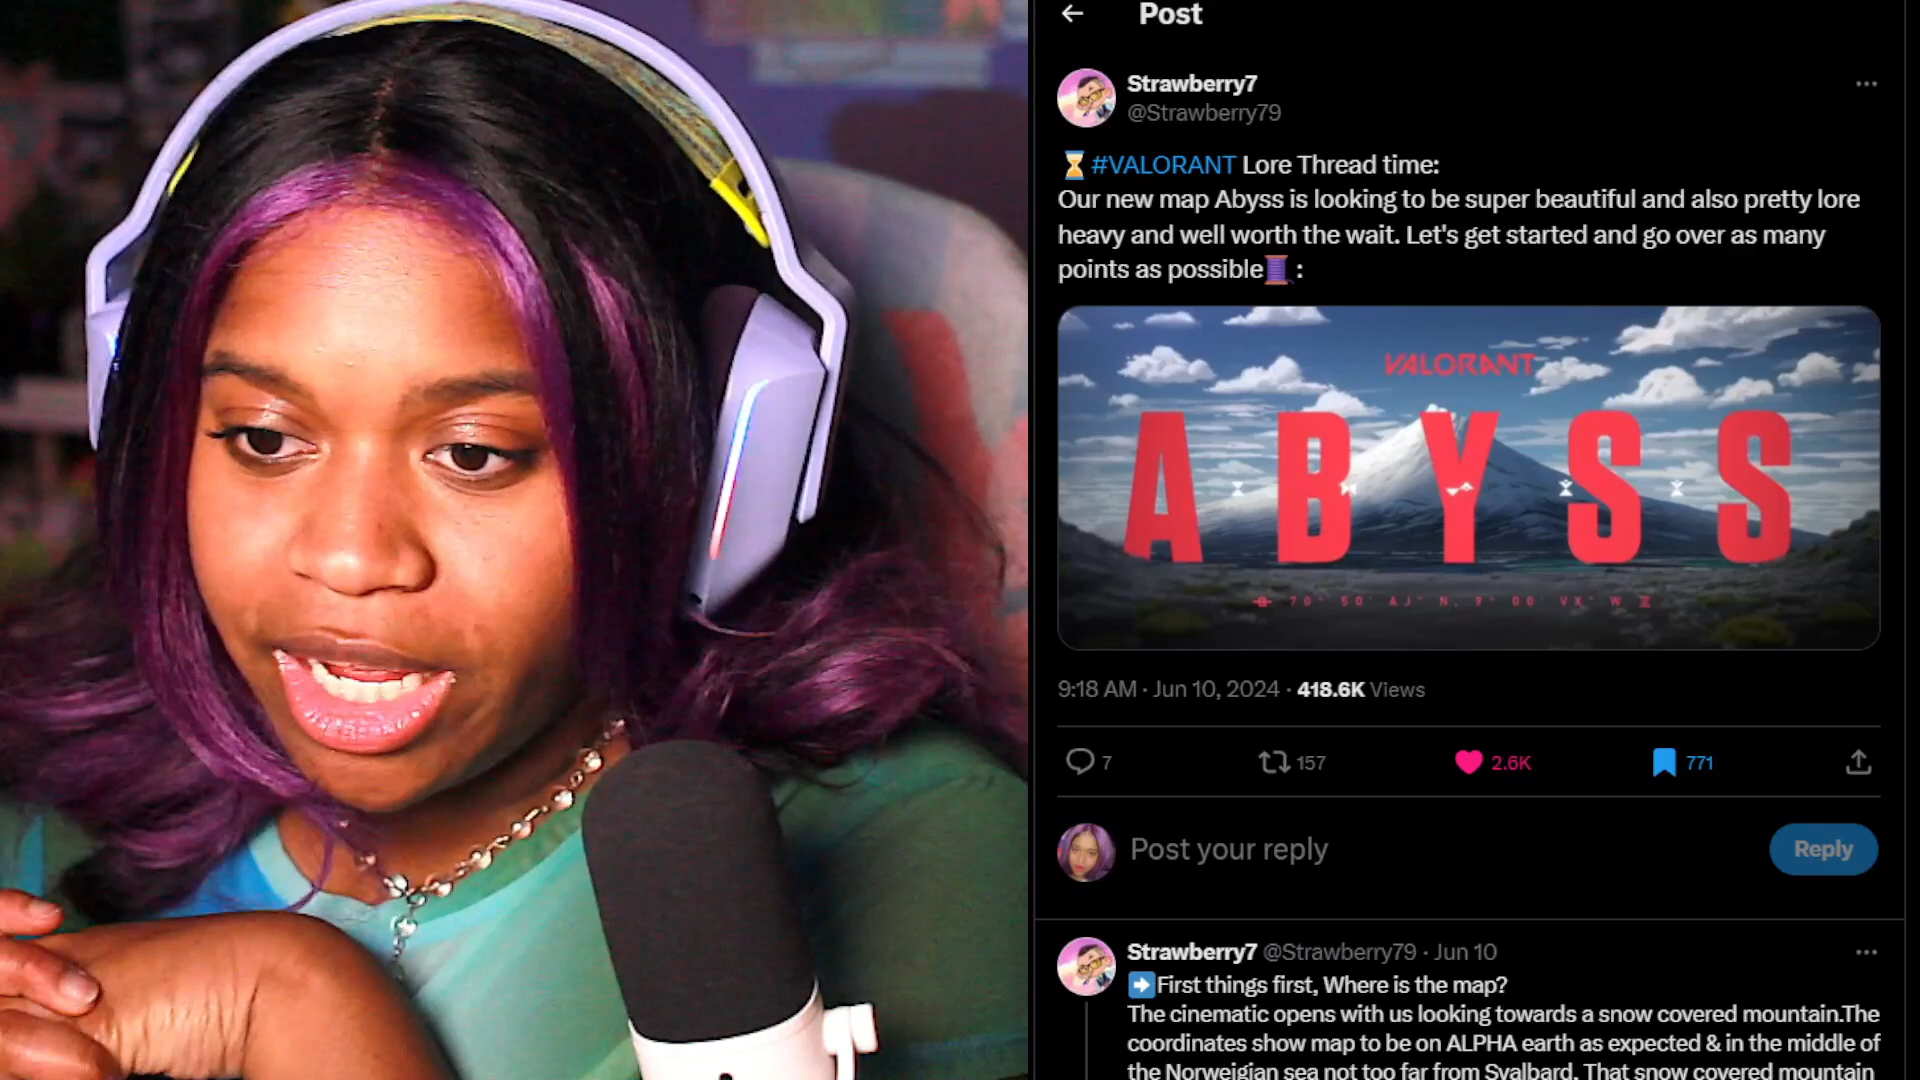 Post
Strawberry7
@Strawberry79
#VALORANT Lore Thread time:
Our new map Abyss is looking to be super beautiful and also pretty lore
heavy and well worth the wait. Let's get started and go over as many
points as possible :
VALORANT
ABYSS
9:18 AM · Jun 10, 2024 · 418.6K Views
7 157 2.6K 771
Post your reply
Reply
Strawberry7 @Strawberry79 · Jun 10
First things first, Where is the map?
The cinematic opens with us looking towards a snow covered mountain.The
coordinates show map to be on ALPHA earth as expected & in the middle of
the Norwegian sea not too far from Svalbard. That snow covered mountain